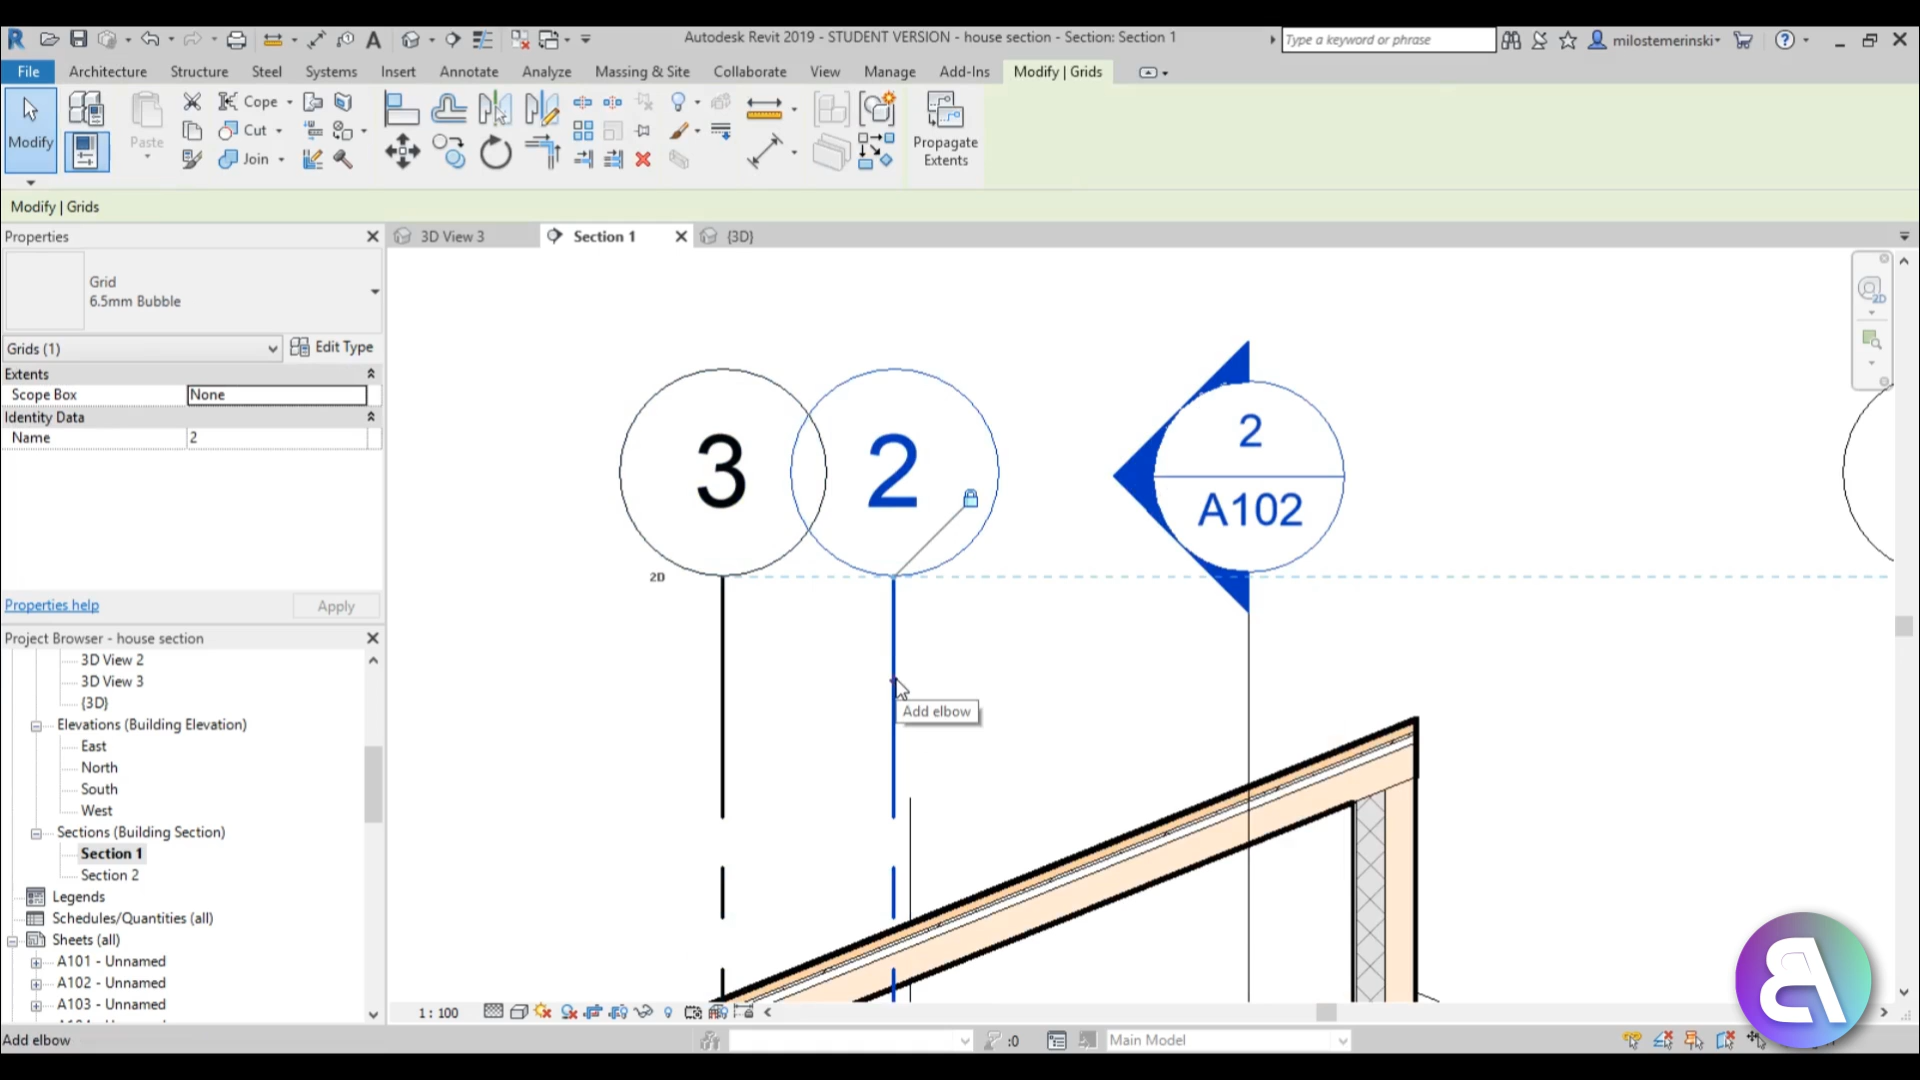 Autodesk Revit 2019 - STUDENT VERSION - house section - Section: Section 1
Type a keyword or phrase
milostemerinski
File Architecture Structure Steel Systems Insert Annotate Analyze Massing & Site Collaborate View Manage Add-Ins Modify | Grids
Modify
Paste
Cope
Cut
Join
Propagate
Extents
Modify | Grids
Properties
3D View 3
Section 1
{3D}
Grid
6.5mm Bubble
Grids (1)
Edit Type
Extents
Scope Box
None
Identity Data
Name
2
Properties help
Apply
Project Browser - house section
3D View 2
3D View 3
{3D}
Elevations (Building Elevation)
East
North
South
West
Sections (Building Section)
Section 1
Section 2
Legends
Schedules/Quantities (all)
Sheets (all)
A101 - Unnamed
A102 - Unnamed
A103 - Unnamed
3
2
2
A102
2D
2D
Add elbow
1 : 100
Add elbow
:0
Main Model